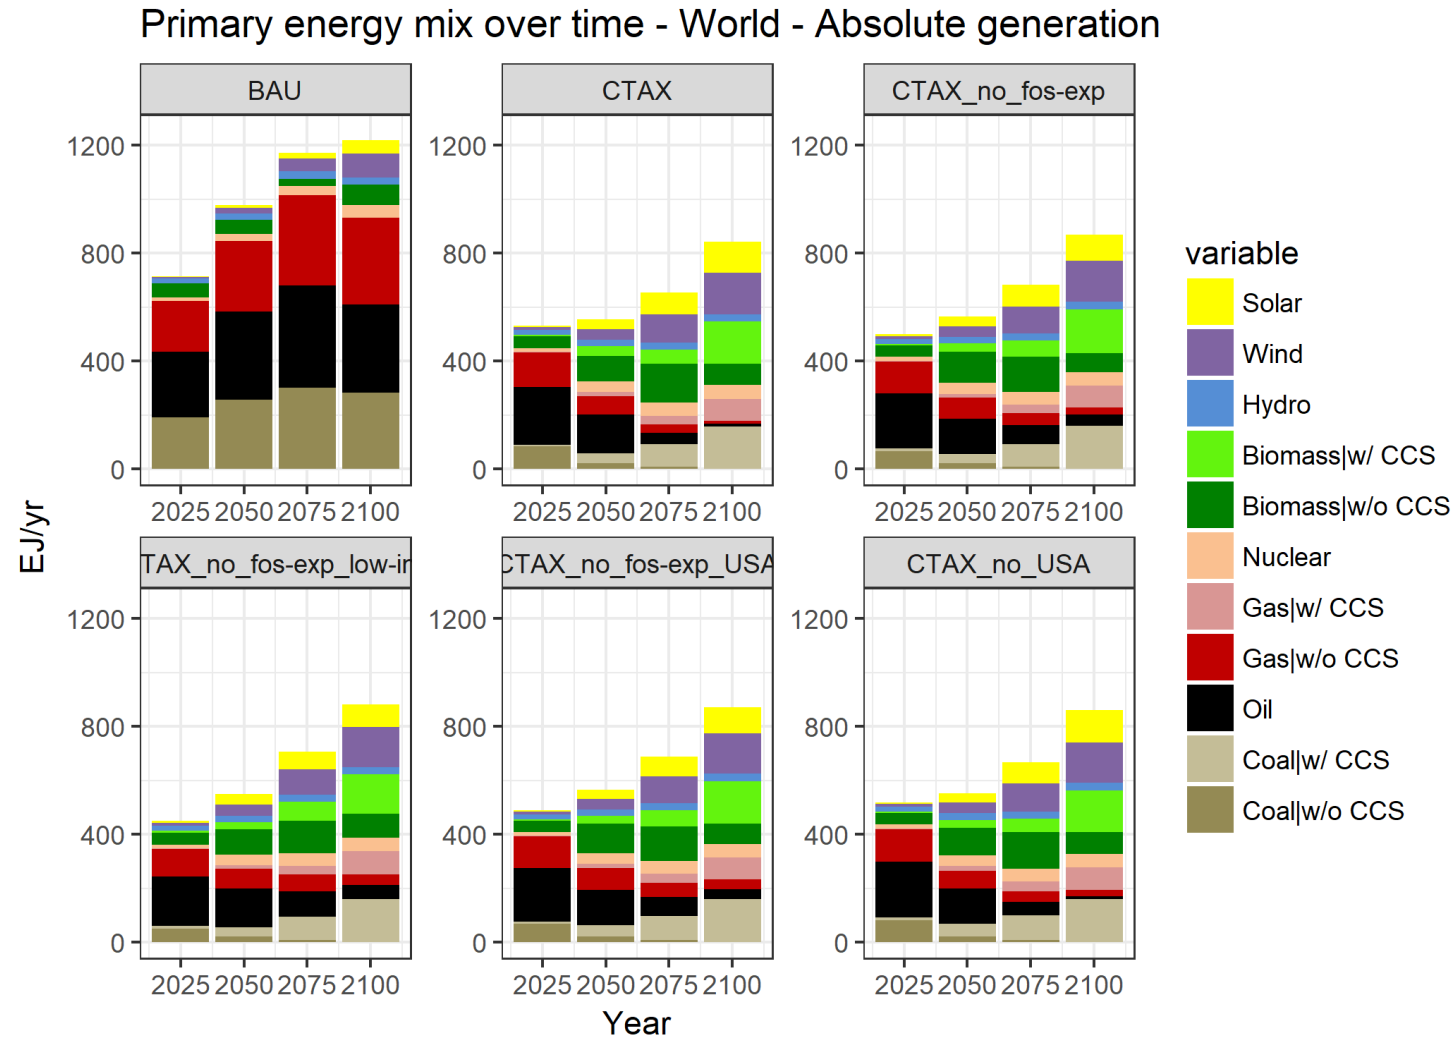 Primary energy mix over time - World - Absolute generation
BAU
CTAX
CTAX_no_fos-exp
1200
800
400
0
1200
800
400
0
1200
800
400
0
2025 2050 2075 2100
2025 2050 2075 2100
2025 2050 2075 2100
TAX_no_fos-exp_low-in
CTAX_no_fos-exp_USA
CTAX_no_USA
1200
800
400
0
1200
800
400
0
1200
800
400
0
2025 2050 2075 2100
2025 2050 2075 2100
2025 2050 2075 2100
EJ/yr
Year
variable
Solar
Wind
Hydro
Biomass|w/ CCS
Biomass|w/o CCS
Nuclear
Gas|w/ CCS
Gas|w/o CCS
Oil
Coal|w/ CCS
Coal|w/o CCS